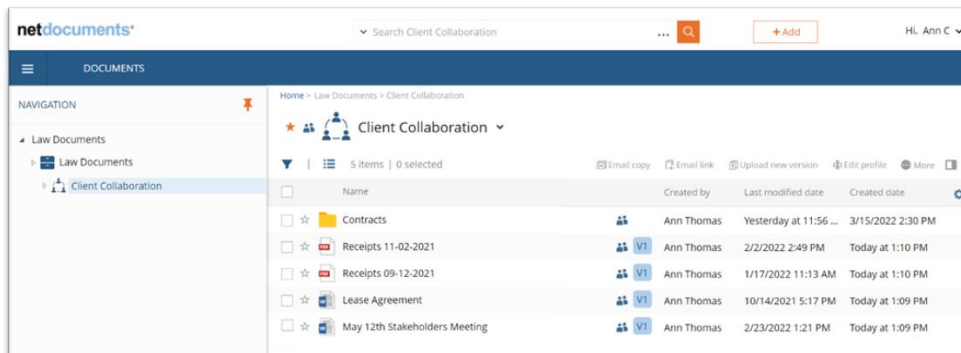 netdocuments
Search Client Collaboration ... + Add Hi, Ann C
DOCUMENTS
NAVIGATION
Home > Law Documents > Client Collaboration
Client Collaboration
Law Documents
Law Documents
Client Collaboration
5 items | 0 selected Email copy Email link Upload new version Edit profile More
Name Created by Last modified date Created date
Contracts Ann Thomas Yesterday at 11:56 ... 3/15/2022 2:30 PM
PDF Receipts 11-02-2021 V1 Ann Thomas 2/2/2022 2:49 PM Today at 1:10 PM
PDF Receipts 09-12-2021 V1 Ann Thomas 1/17/2022 11:13 AM Today at 1:10 PM
W Lease Agreement V1 Ann Thomas 10/14/2021 5:17 PM Today at 1:09 PM
W May 12th Stakeholders Meeting V1 Ann Thomas 2/23/2022 1:21 PM Today at 1:09 PM